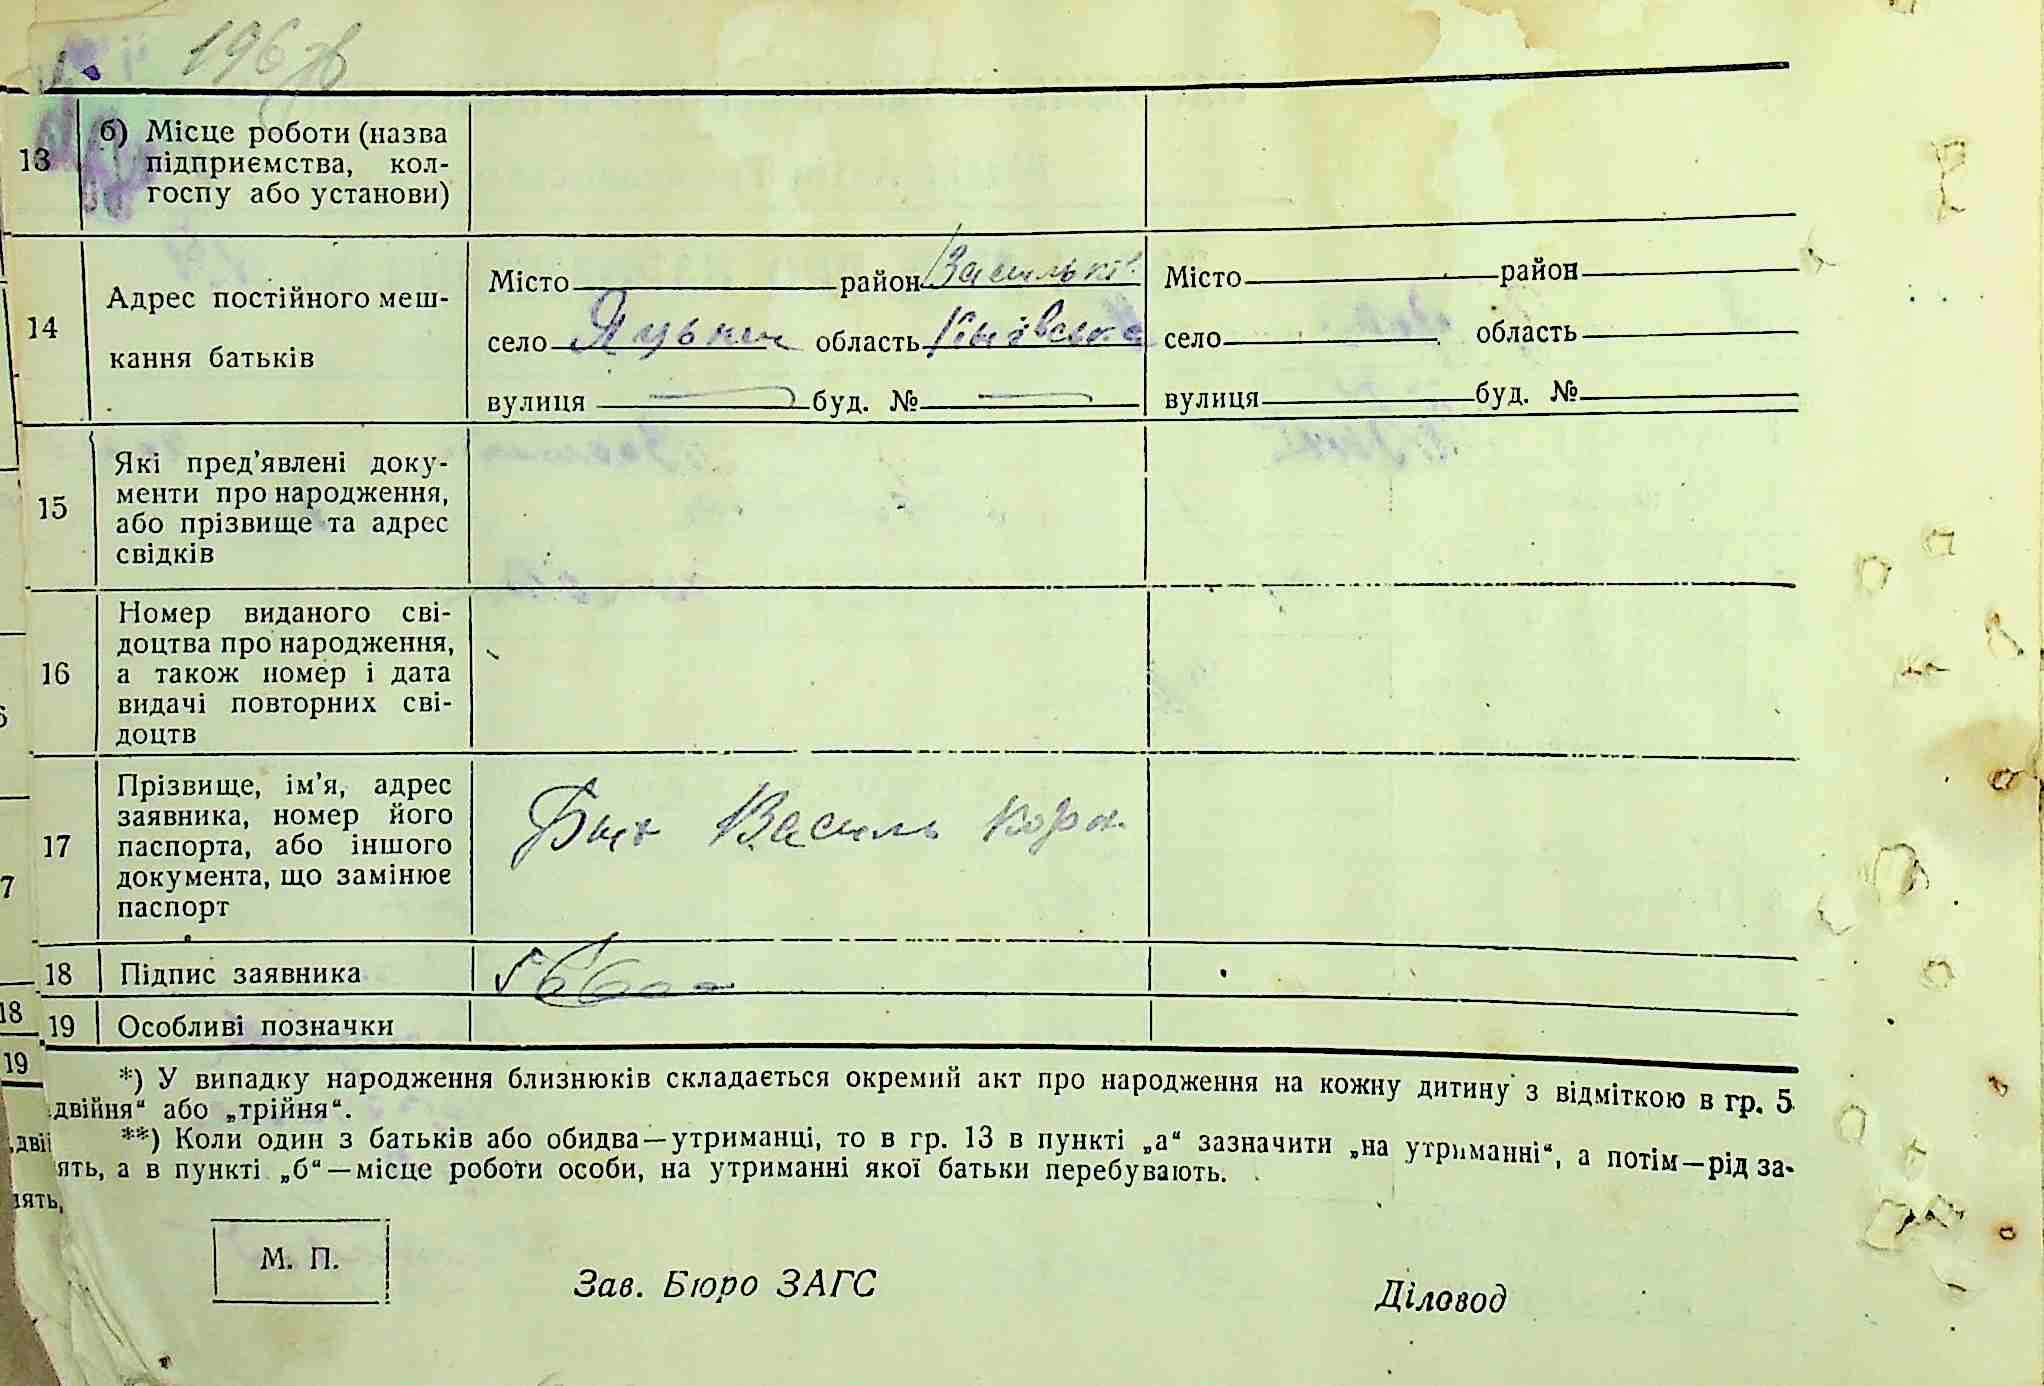 13
б) Місце роботи (назва
підприємства, кол-
госпу або установи)
14
Адрес постійного меш-
кання батьків
Місто район Васильків.
село Яцьки область Київська
вулиця — буд. № —
Місто район
село область
вулиця буд. №
15
Які пред’явлені доку-
менти про народження,
або прізвище та адрес
свідків
16
Номер виданого сві-
доцтва про народження,
а також номер і дата
видачі повторних сві-
доцтв
17
Прізвище, ім’я, адрес
заявника, номер його
паспорта, або іншого
документа, що замінює
паспорт
Василь
18 Підпис заявника
19 Особливі позначки
18
19
*) У випадку народження близнюків складається окремий акт про народження на кожну дитину з відміткою в гр. 5
двійня“ або „трійня“.
**) Коли один з батьків або обидва—утриманці, то в гр. 13 в пункті „а“ зазначити „на утриманні“, а потім—рід за-
ять, а в пункті „б“—місце роботи особи, на утриманні якої батьки перебувають.
М. П.
Зав. Бюро ЗАГС
Діловод